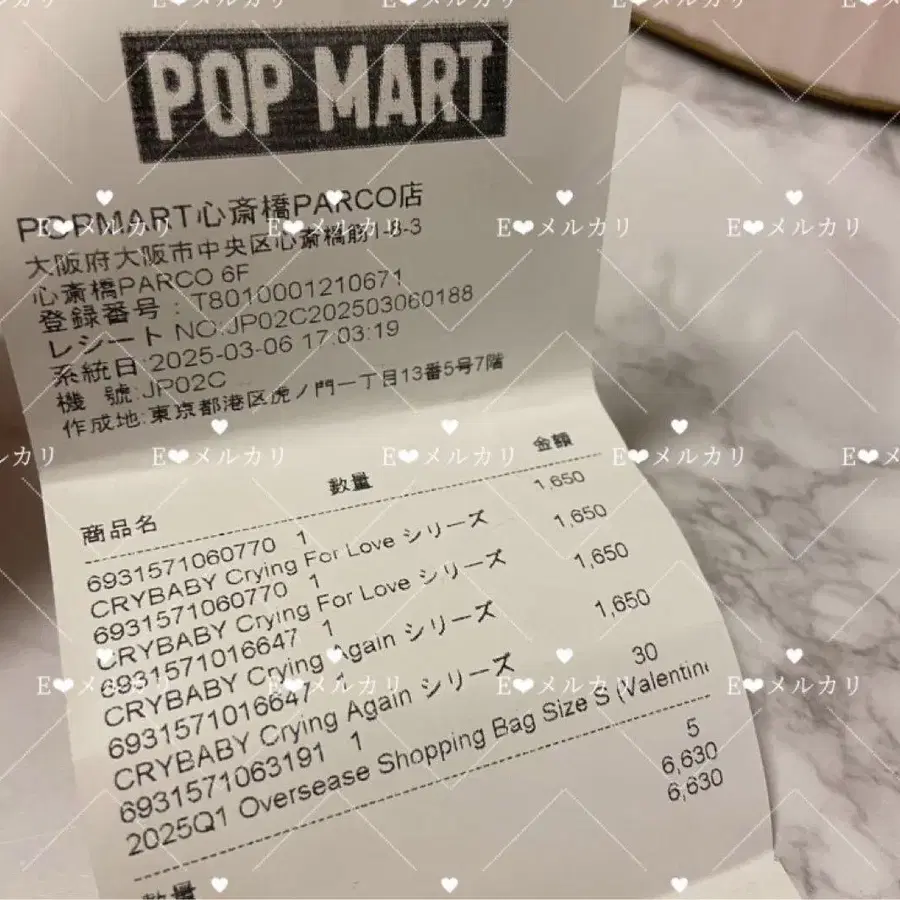 POP MART
POPMART心斎橋PARCO店
大阪府大阪市中央区心斎橋筋1-8-3
心斎橋PARCO 6F
登録番号：T8010001210671
レシートNO:JP02C202503060188
系統日:2025-03-06 17:03:19
機 號:JP02C
作成地:東京都港区虎ノ門一丁目13番5号7階
商品名 数量 金額
6931571060770 1 1,650
CRYBABY Crying For Love シリーズ
6931571060770 1 1,650
CRYBABY Crying For Love シリーズ
6931571016647 1 1,650
CRYBABY Crying Again シリーズ
6931571016647 1 1,650
CRYBABY Crying Again シリーズ
6931571063191 1 30
2025Q1 Oversease Shopping Bag Size S (Valentine
5
6,630
6,630
数量
E❤メルカリ